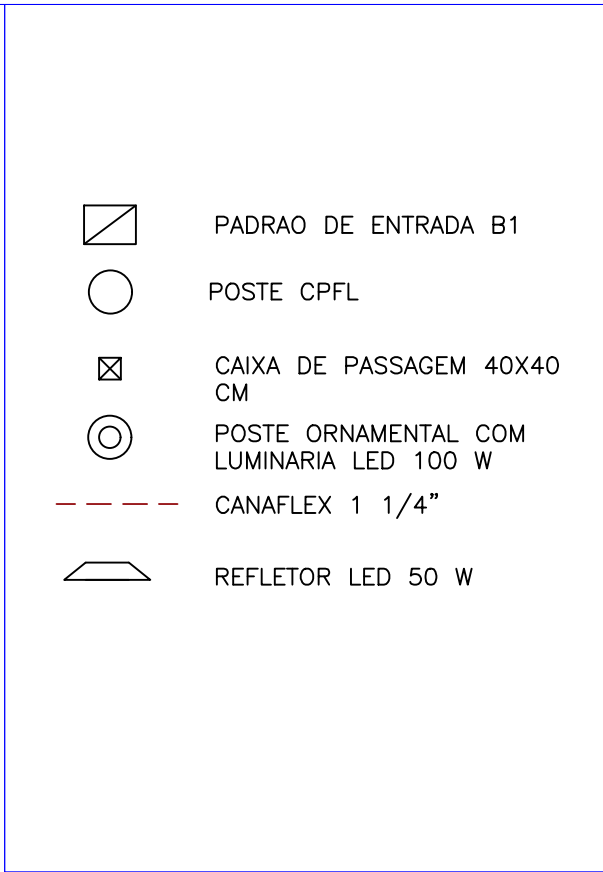 PADRAO DE ENTRADA B1
POSTE CPFL
CAIXA DE PASSAGEM 40X40
CM
POSTE ORNAMENTAL COM
LUMINARIA LED 100 W
CANAFLEX 1 1/4"
REFLETOR LED 50 W